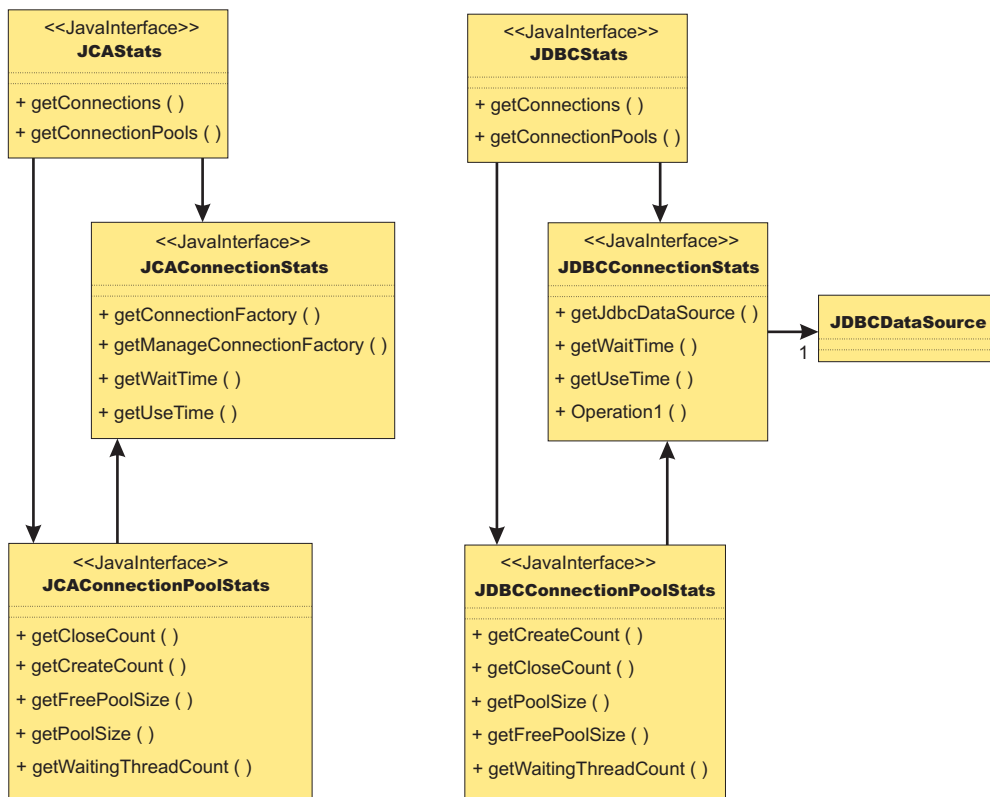 <<JavaInterface>>
JCAStats
+ getConnections ( )
+ getConnectionPools ( )
<<JavaInterface>>
JDBCStats
+ getConnections ( )
+ getConnectionPools ( )
<<JavaInterface>>
JCAConnectionStats
+ getConnectionFactory ( )
+ getManageConnectionFactory ( )
+ getWaitTime ( )
+ getUseTime ( )
<<JavaInterface>>
JDBCConnectionStats
+ getJdbcDataSource ( )
+ getWaitTime ( )
+ getUseTime ( )
+ Operation1 ( )
1
JDBCDataSource
<<JavaInterface>>
JCAConnectionPoolStats
+ getCloseCount ( )
+ getCreateCount ( )
+ getFreePoolSize ( )
+ getPoolSize ( )
+ getWaitingThreadCount ( )
<<JavaInterface>>
JDBCConnectionPoolStats
+ getCreateCount ( )
+ getCloseCount ( )
+ getPoolSize ( )
+ getFreePoolSize ( )
+ getWaitingThreadCount ( )